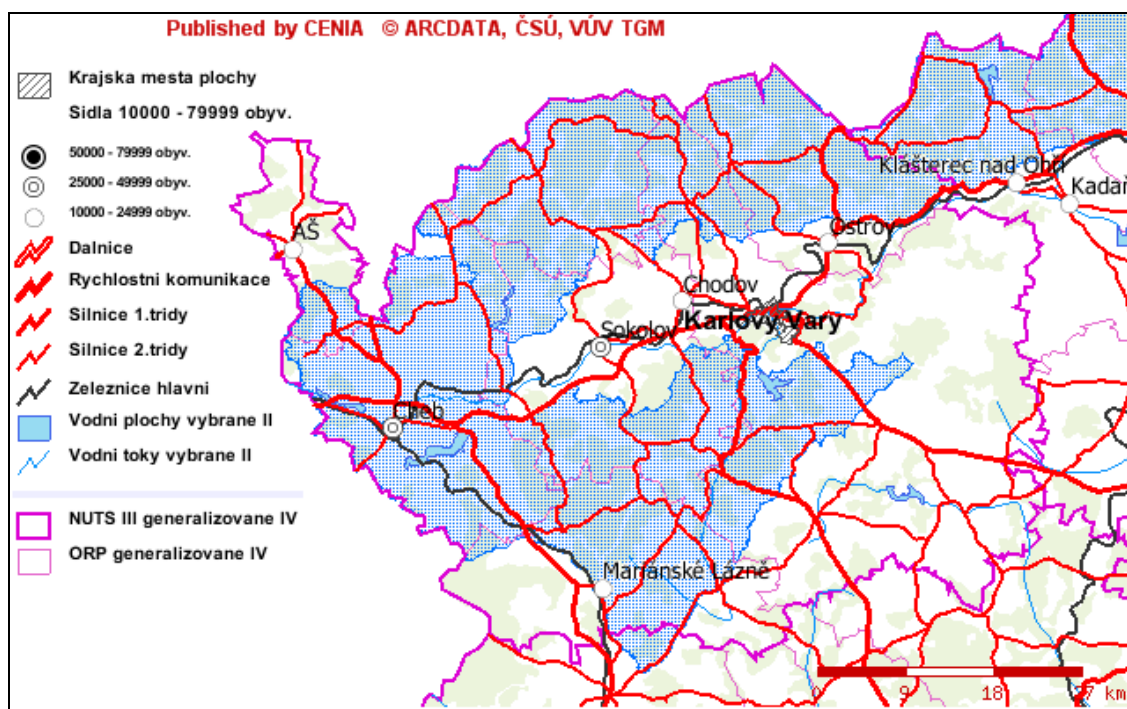 Published by CENIA © ARCDATA, ČSÚ, VÚV TGM
Krajska mesta plochy
Sidla 10000 - 79999 obyv.
50000 - 79999 obyv.
25000 - 49999 obyv.
10000 - 24999 obyv.
Dalnice
Rychlostni komunikace
Silnice 1.tridy
Silnice 2.tridy
Zeleznice hlavni
Vodni plochy vybrane II
Vodni toky vybrane II
NUTS III generalizovane IV
ORP generalizovane IV
Klášterec nad Ohří
Kadaň
AŠ
Ostrov
Chodov
Karlovy Vary
Sokolov
Cheb
Mariánské Lázně
0 9 18 27 km